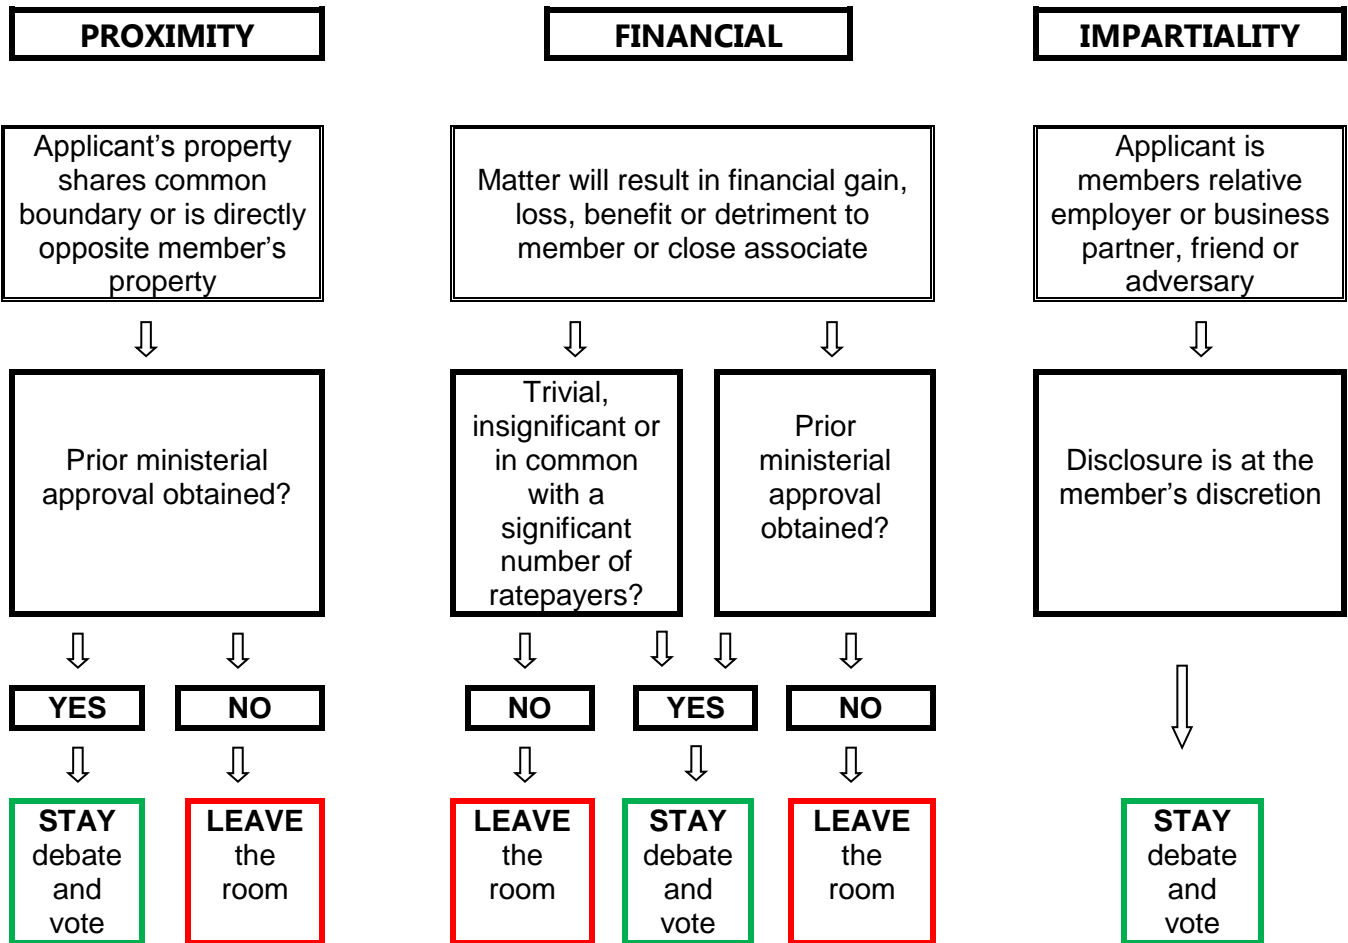 PROXIMITY
FINANCIAL
IMPARTIALITY
Applicant’s property
shares common
boundary or is directly
opposite member’s
property
Matter will result in financial gain,
loss, benefit or detriment to
member or close associate
Applicant is
members relative
employer or business
partner, friend or
adversary
Prior ministerial
approval obtained?
Trivial,
insignificant or
in common
with a
significant
number of
ratepayers?
Prior
ministerial
approval
obtained?
Disclosure is at the
member’s discretion
YES
NO
NO
YES
NO
STAY
debate
and
vote
LEAVE
the
room
LEAVE
the
room
STAY
debate
and
vote
LEAVE
the
room
STAY
debate
and
vote